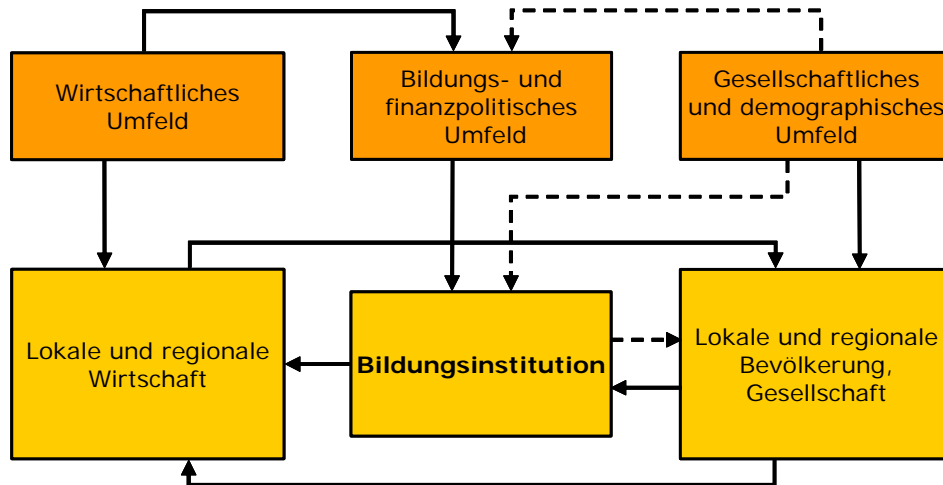 Wirtschaftliches
Umfeld
Bildungs- und
finanzpolitisches
Umfeld
Gesellschaftliches
und demographisches
Umfeld
Lokale und regionale
Wirtschaft
Bildungsinstitution
Lokale und regionale
Bevölkerung,
Gesellschaft